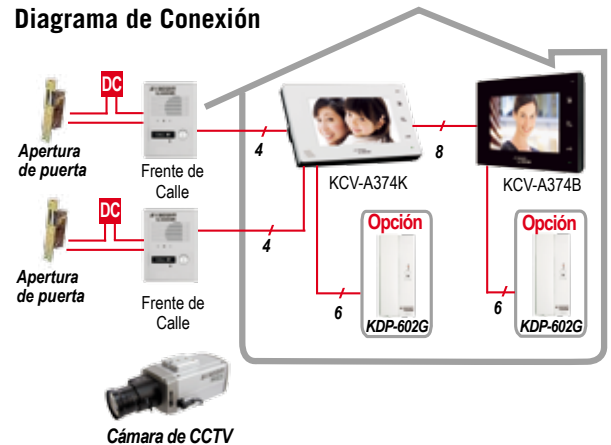 Diagrama de Conexión
DC
Apertura
de puerta
Frente de
Calle
4
KCV-A374K
8
KCV-A374B
DC
Apertura
de puerta
Frente de
Calle
4
Opción
6
KDP-602G
Opción
6
KDP-602G
Cámara de CCTV